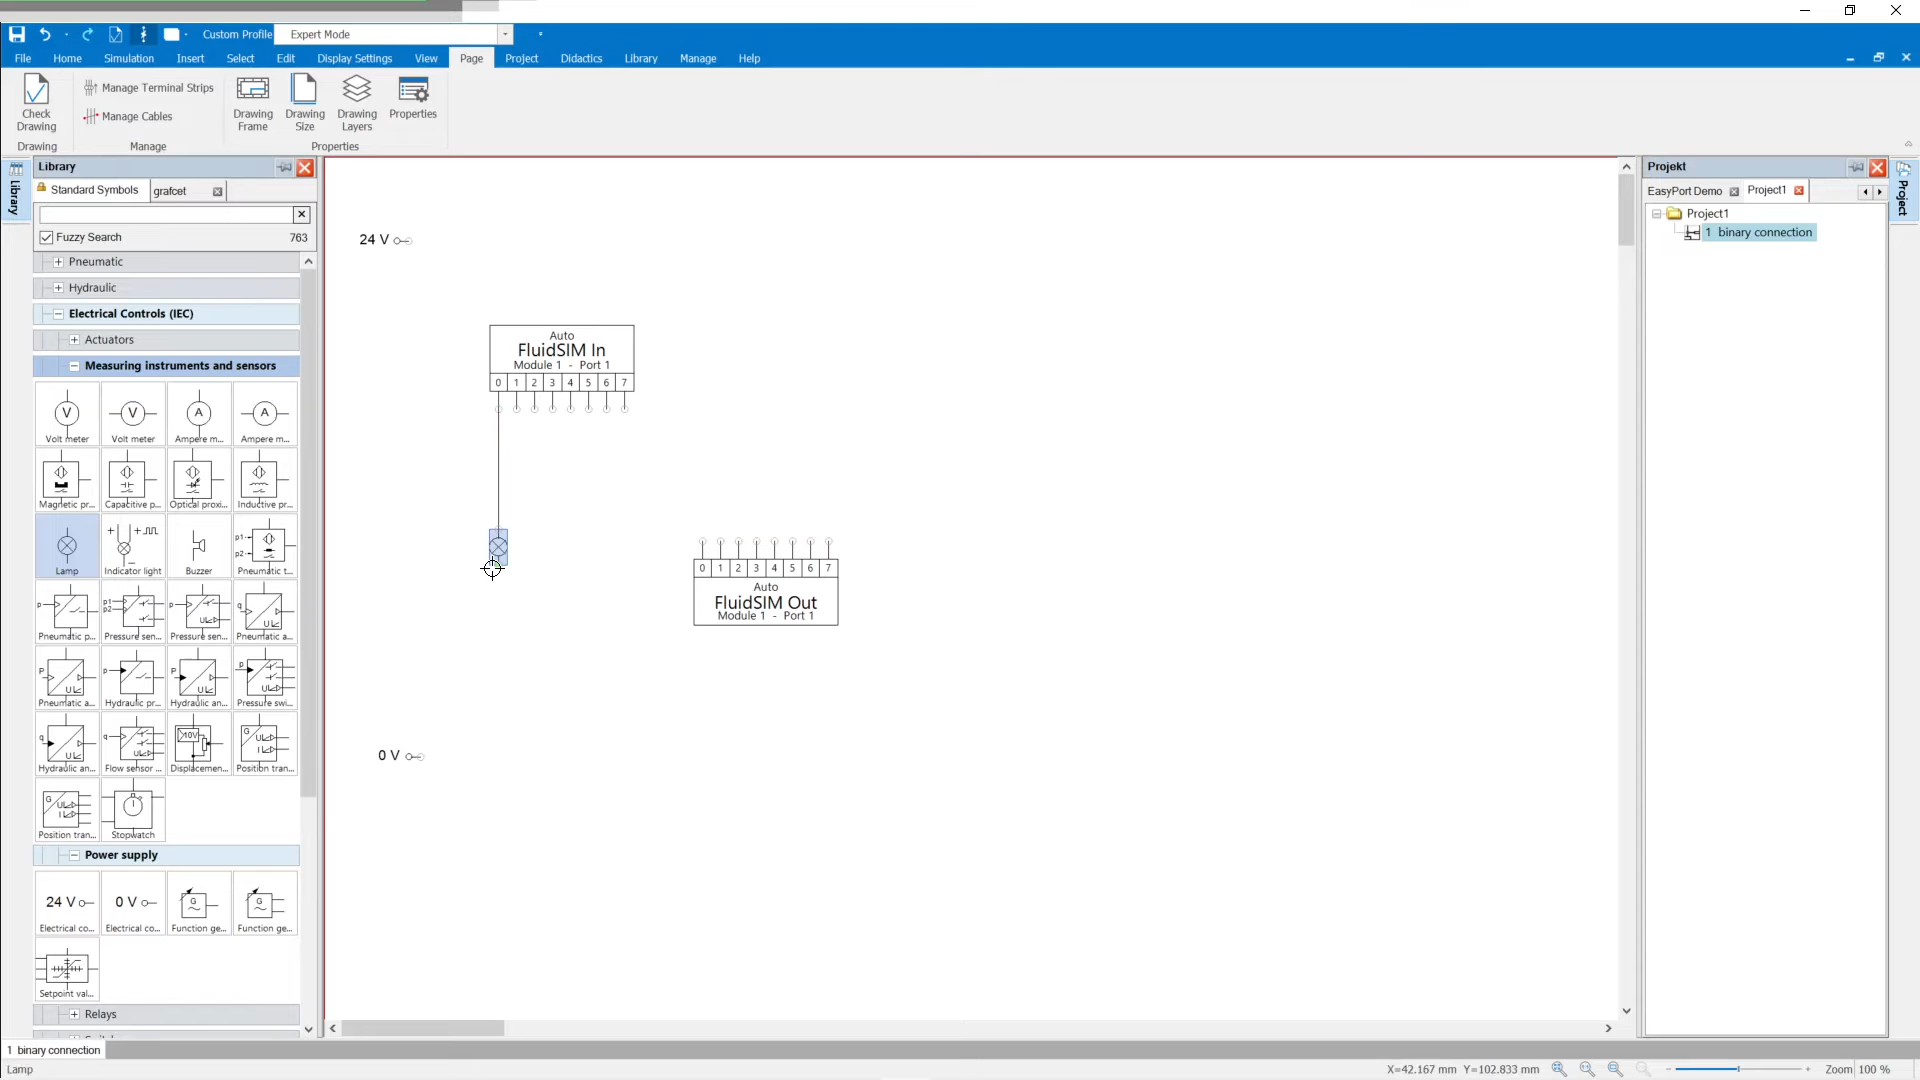 Custom Profile Expert Mode
File Home Simulation Insert Select Edit Display Settings View Page Project Didactics Library Manage Help
Check Drawing
Manage Terminal Strips
Manage Cables
Drawing Frame
Drawing Size
Drawing Layers
Properties
Drawing Manage Properties
Library
Library
Standard Symbols grafcet
Fuzzy Search 763
Pneumatic
Hydraulic
Electrical Controls (IEC)
Actuators
Measuring instruments and sensors
Volt meter Volt meter Ampere m... Ampere m...
Magnetic pr... Capacitive p... Optical proxi... Inductive pr...
Lamp Indicator light Buzzer Pneumatic t...
Pneumatic p... Pressure sen... Pressure sen... Pneumatic a...
Pneumatic a... Hydraulic pr... Hydraulic an... Pressure swi...
Hydraulic an... Flow sensor ... Displacemen... Position tran...
Position tran... Stopwatch
Power supply
24 V 0 V
Electrical co... Electrical co... Function ge... Function ge...
Setpoint val...
Relays
24 V
Auto
FluidSIM In
Module 1 - Port 1
0 1 2 3 4 5 6 7
0 1 2 3 4 5 6 7
Auto
FluidSIM Out
Module 1 - Port 1
0 V
Projekt
EasyPort Demo Project1
Project1
1 binary connection
Project
1 binary connection
Lamp
X=42.167 mm Y=102.833 mm Zoom 100 %